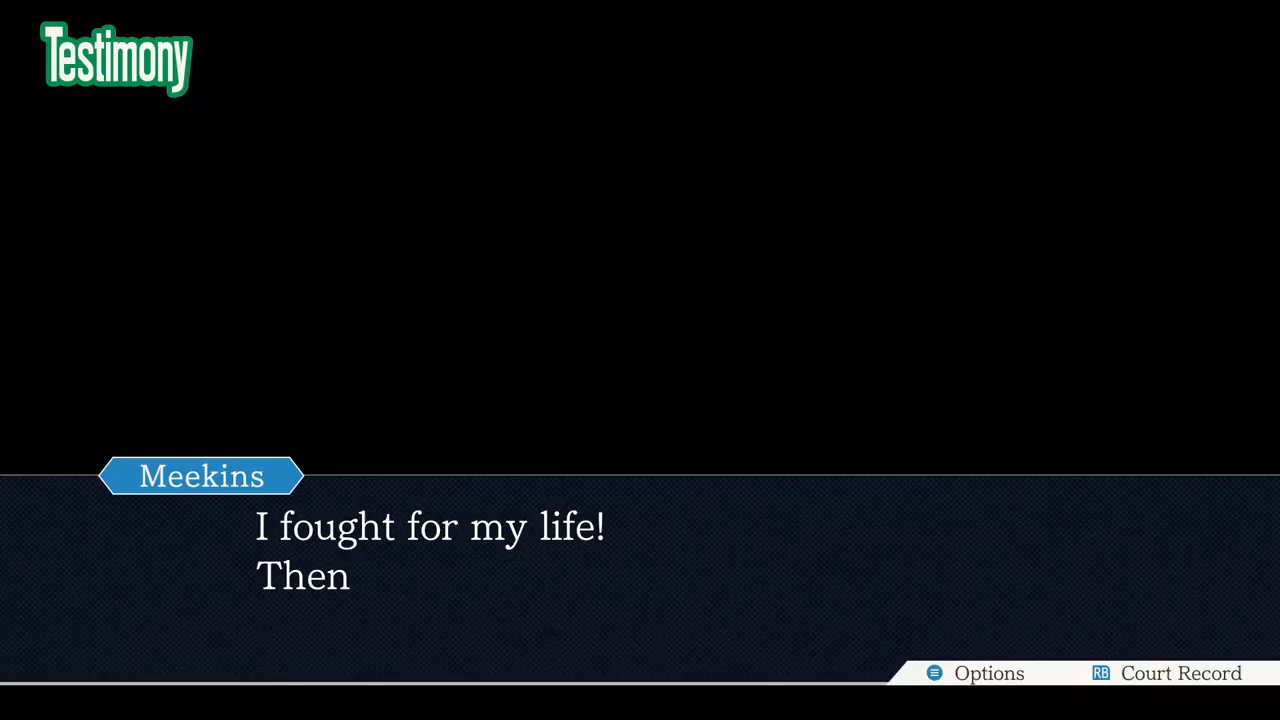 Testimony
Meekins
I fought for my life!
Then
Options
RB Court Record